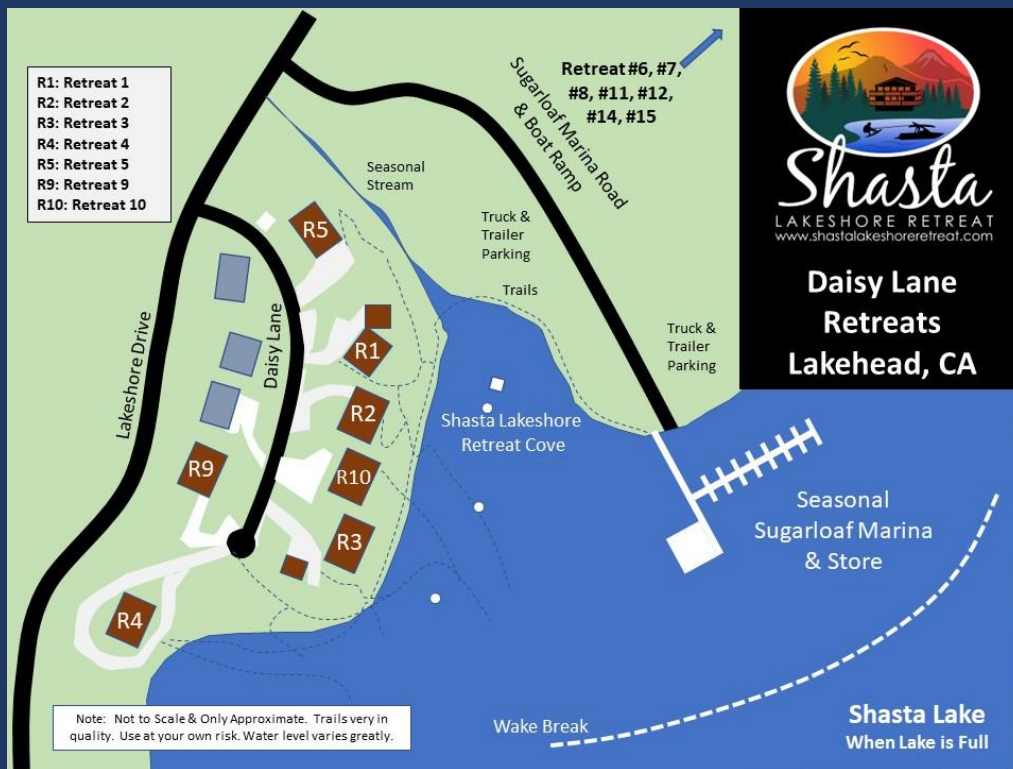 R1: Retreat 1
R2: Retreat 2
R3: Retreat 3
R4: Retreat 4
R5: Retreat 5
R9: Retreat 9
R10: Retreat 10
Retreat #6, #7,
#8, #11, #12,
#14, #15
Sugarloaf Marina Road
& Boat Ramp
Shasta
LAKESHORE RETREAT
www.shastalakeshoreretreat.com
Daisy Lane
Retreats
Lakehead, CA
Seasonal
Stream
Truck &
Trailer
Parking
Trails
Truck &
Trailer
Parking
Lakeshore Drive
Daisy Lane
R5
R1
R2
R10
R9
R3
R4
Shasta Lakeshore
Retreat Cove
Seasonal
Sugarloaf Marina
& Store
Wake Break
Shasta Lake
When Lake is Full
Note: Not to Scale & Only Approximate. Trails very in
quality. Use at your own risk. Water level varies greatly.